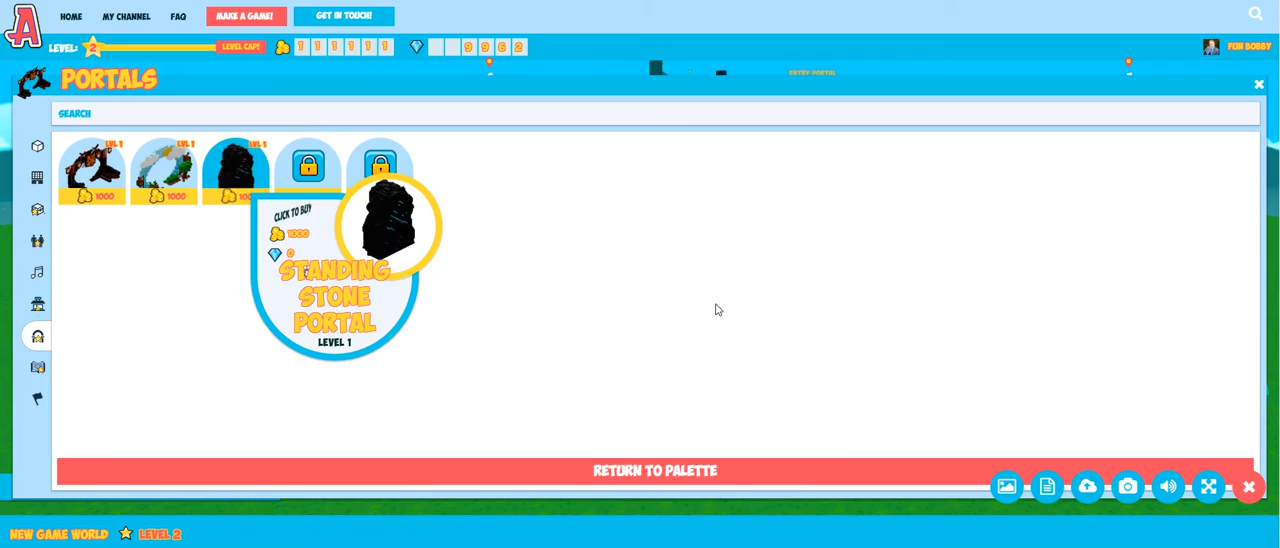 A
HOME MY CHANNEL FAQ MAKE A GAME! GET IN TOUCH!
LEVEL: 2 LEVEL CAP! 1 1 1 1 1 1 9 9 6 2 FUN BOBBY
PORTALS
ENTRY PORTAL
SEARCH
LVL 1 LVL 1 LVL 1
1000 1000
CLICK TO BUY
1000
0
STANDING
STONE
PORTAL
LEVEL 1
RETURN TO PALETTE
NEW GAME WORLD LEVEL 2